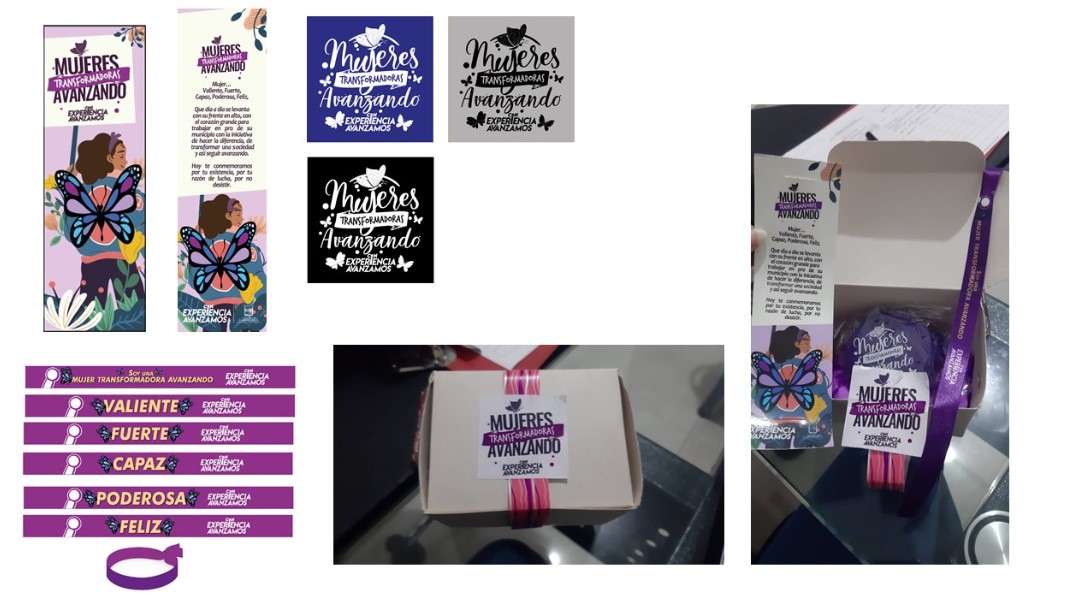 MUJERES
TRANSFORMADORAS
AVANZANDO
CON
EXPERIENCIA
AVANZAMOS
MUJERES
TRANSFORMADORAS
AVANZANDO
Mujer...
Valiente, Fuerte,
Capaz, Poderosa, Feliz,
Que día a día se levanta
con su frente en alto, con
el corazón grande para
trabajar en pro de su
municipio con la iniciativa
de hacer la diferencia, de
transformar una sociedad
y así seguir avanzando.
Hoy te conmemoramos
por tu existencia, por tu
razón de lucha, por no
desistir.
CON
EXPERIENCIA
AVANZAMOS
Mujeres
TRANSFORMADORAS
Avanzando
CON
EXPERIENCIA
AVANZAMOS
Mujeres
TRANSFORMADORAS
Avanzando
CON
EXPERIENCIA
AVANZAMOS
Mujeres
TRANSFORMADORAS
Avanzando
CON
EXPERIENCIA
AVANZAMOS
SOY UNA
MUJER TRANSFORMADORA AVANZANDO
CON
EXPERIENCIA
AVANZAMOS
VALIENTE
CON
EXPERIENCIA
AVANZAMOS
FUERTE
CON
EXPERIENCIA
AVANZAMOS
CAPAZ
CON
EXPERIENCIA
AVANZAMOS
PODEROSA
CON
EXPERIENCIA
AVANZAMOS
FELIZ
CON
EXPERIENCIA
AVANZAMOS
MUJERES
TRANSFORMADORAS
AVANZANDO
CON
EXPERIENCIA
AVANZAMOS
MUJERES
TRANSFORMADORAS
AVANZANDO
Mujer...
Valiente, Fuerte,
Capaz, Poderosa, Feliz,
Que día a día se levanta
con su frente en alto, con
el corazón grande para
trabajar en pro de su
municipio con la iniciativa
de hacer la diferencia, de
transformar una sociedad
y así seguir avanzando.
Hoy te conmemoramos
por tu existencia, por tu
razón de lucha, por no
desistir.
EXPERIENCIA
AVANZAMOS
SOY UNA
MUJER TRANSFORMADORA AVANZANDO
CON
EXPERIENCIA
AVANZAMOS
Mujeres
TRANSFORMADORAS
MUJERES
TRANSFORMADORAS
AVANZANDO
CON
EXPERIENCIA
AVANZAMOS